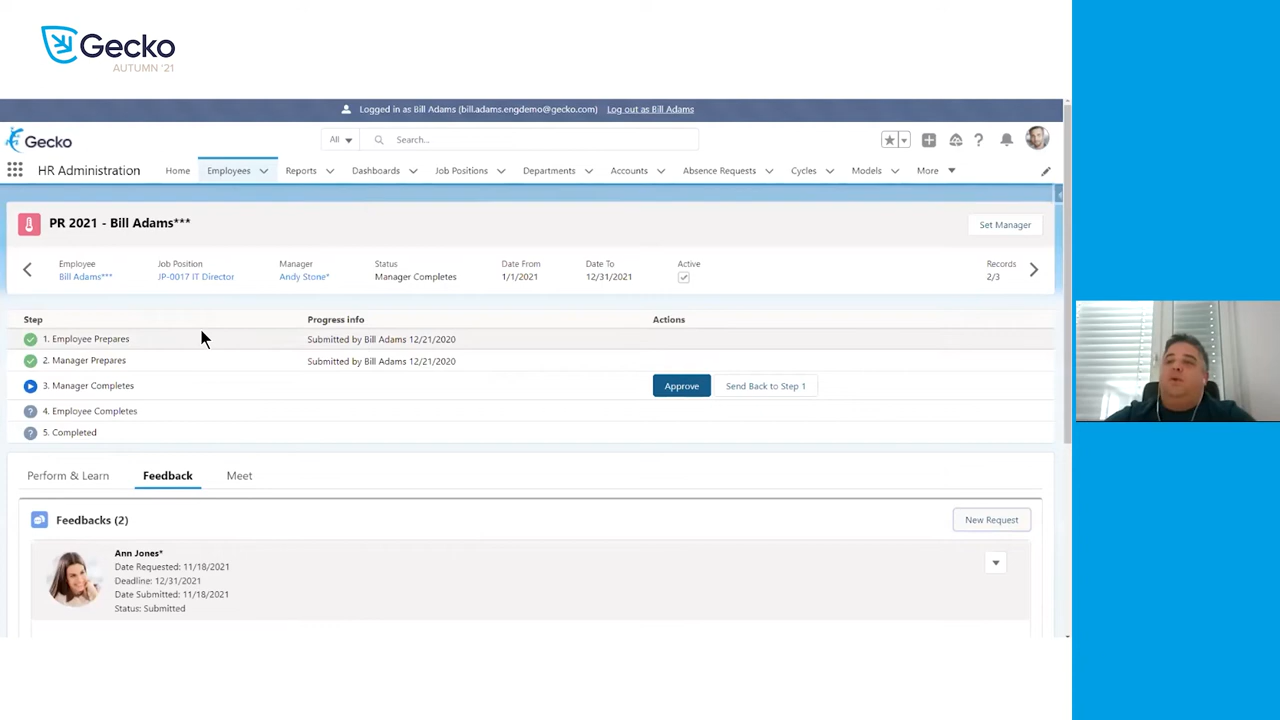 Gecko
AUTUMN '21
Logged in as Bill Adams (bill.adams.engdemo@gecko.com) Log out as Bill Adams
Gecko
All
Search...
HR Administration Home Employees Reports Dashboards Job Positions Departments Accounts Absence Requests Cycles Models More
PR 2021 - Bill Adams***
Set Manager
Employee Job Position Manager Status Date From Date To Active Records
Bill Adams*** JP-0017 IT Director Andy Stone* Manager Completes 1/1/2021 12/31/2021 2/3
Step Progress info Actions
1. Employee Prepares Submitted by Bill Adams 12/21/2020
2. Manager Prepares Submitted by Bill Adams 12/21/2020
3. Manager Completes Approve Send Back to Step 1
4. Employee Completes
5. Completed
Perform & Learn Feedback Meet
Feedbacks (2) New Request
Ann Jones*
Date Requested: 11/18/2021
Deadline: 12/31/2021
Date Submitted: 11/18/2021
Status: Submitted